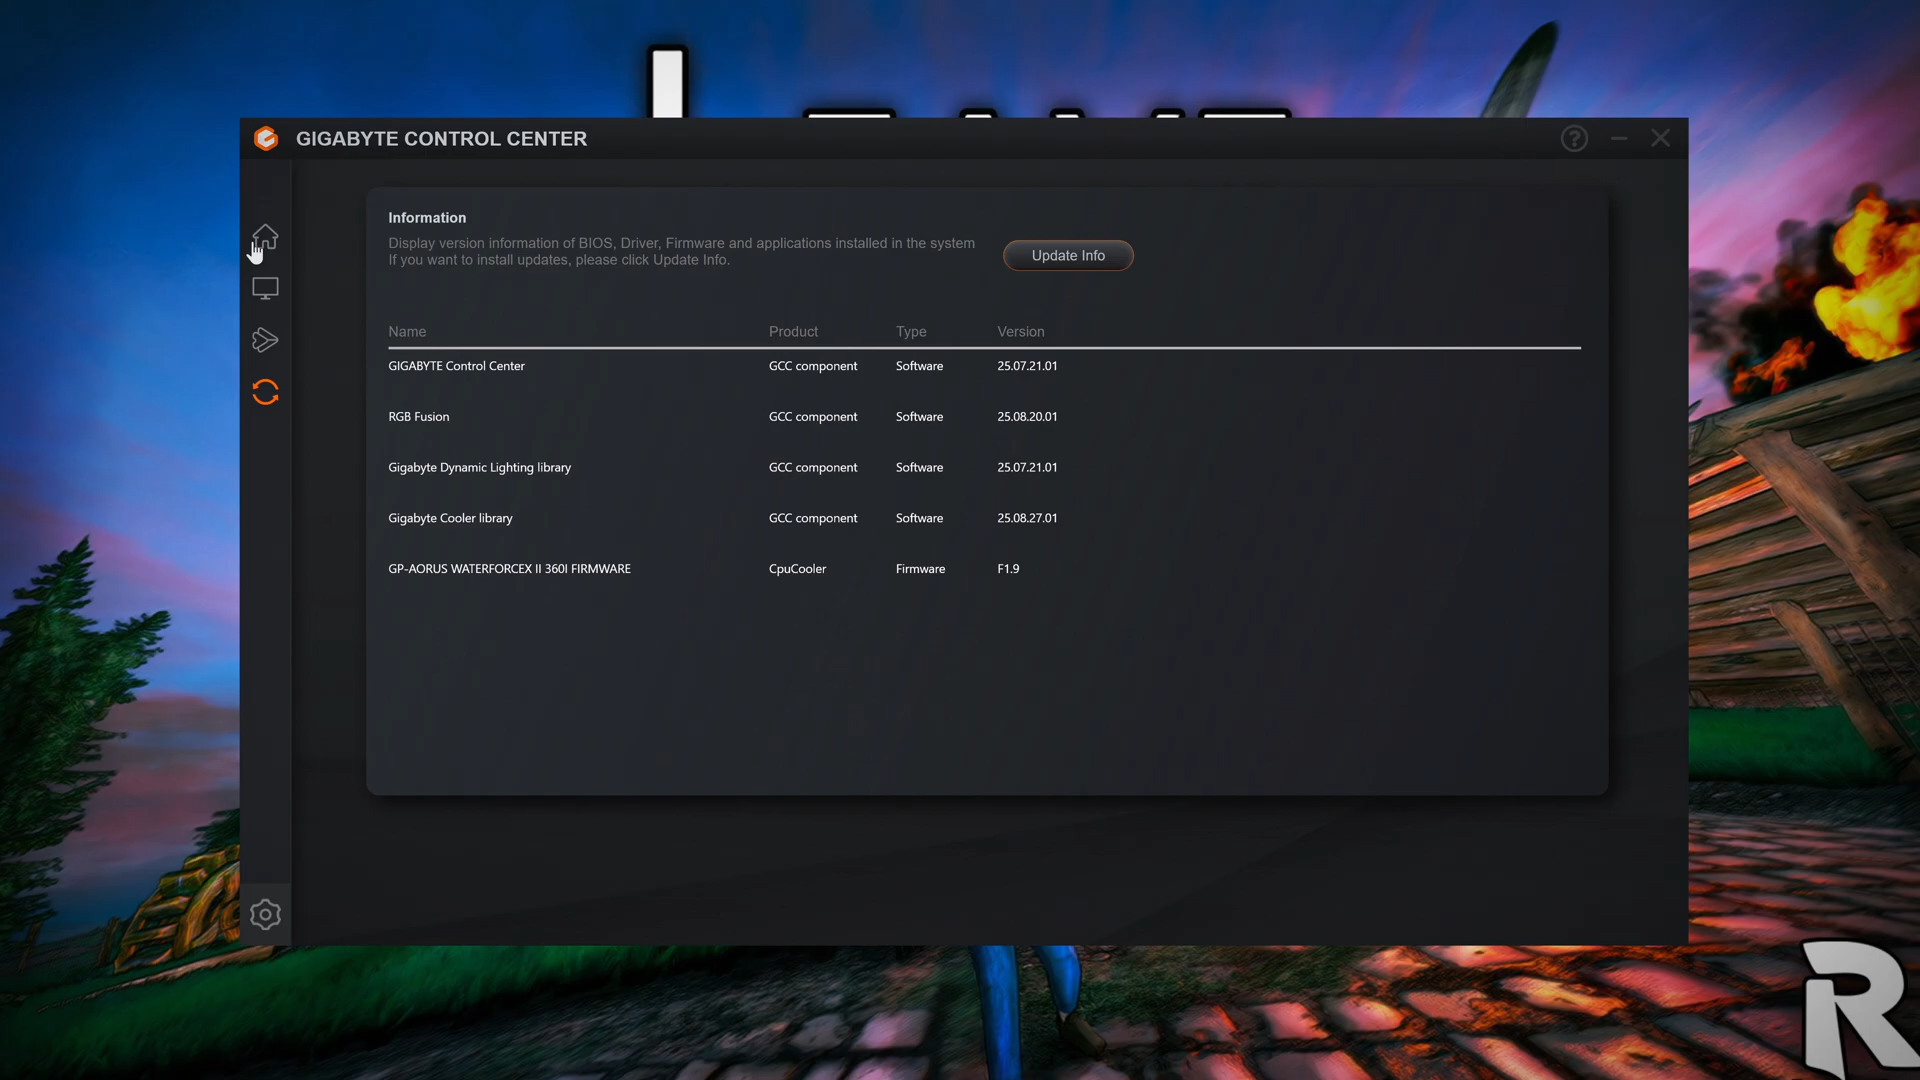 GIGABYTE CONTROL CENTER
Information
Display version information of BIOS, Driver, Firmware and applications installed in the system
If you want to install updates, please click Update Info.
Update Info
Name Product Type Version
GIGABYTE Control Center GCC component Software 25.07.21.01
RGB Fusion GCC component Software 25.08.20.01
Gigabyte Dynamic Lighting library GCC component Software 25.07.21.01
Gigabyte Cooler library GCC component Software 25.08.27.01
GP-AORUS WATERFORCEX II 360I FIRMWARE CpuCooler Firmware F1.9
R